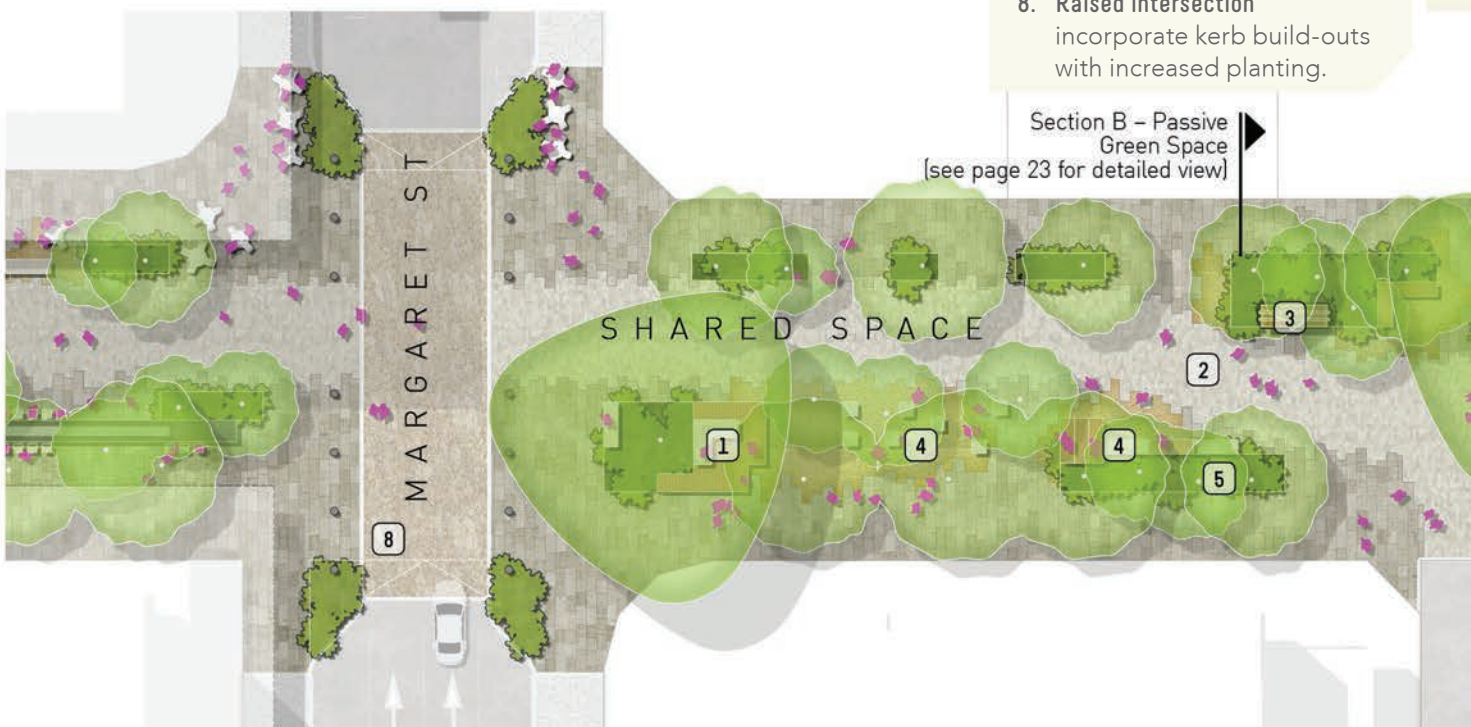 8. Raised Intersection
incorporate kerb build-outs
with increased planting.
Section B – Passive
Green Space
(see page 23 for detailed view)
MARGARET ST
SHARED SPACE
3
2
1
4
4
5
8